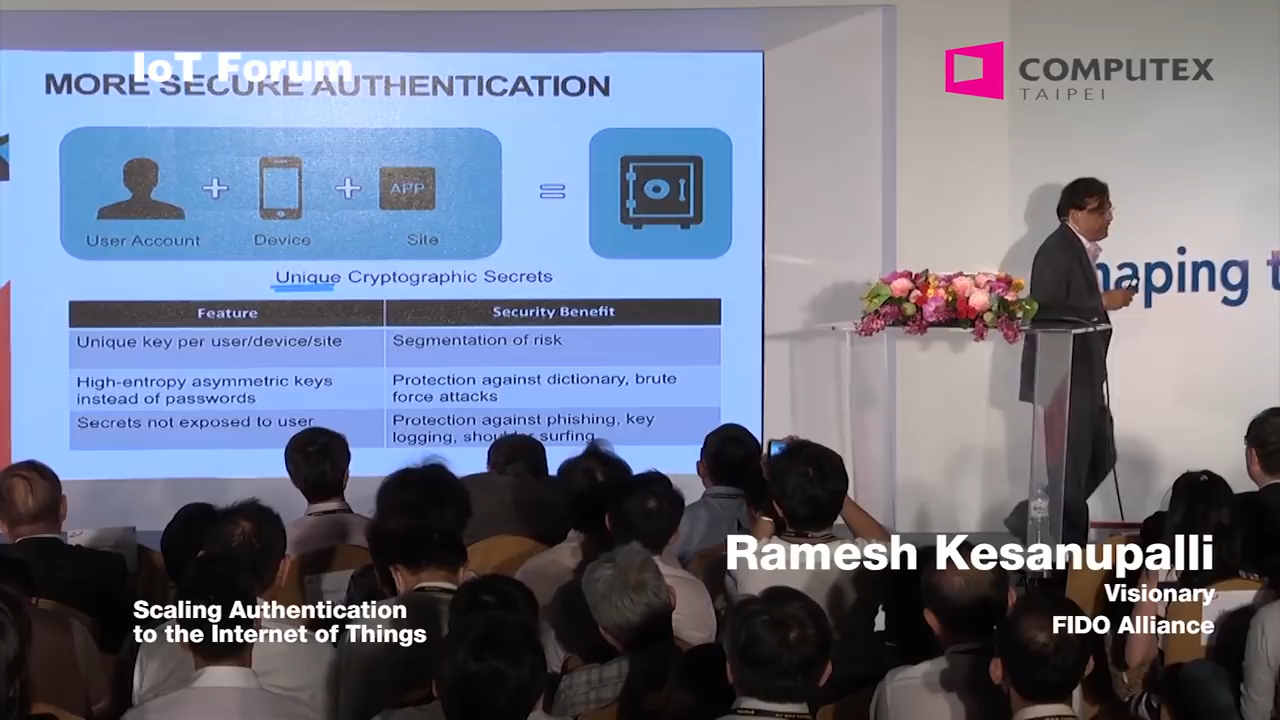 IoT Forum
MORE SECURE AUTHENTICATION
COMPUTEX
TAIPEI
APP
User Account
Device
Site
Unique Cryptographic Secrets
Feature
Security Benefit
Unique key per user/device/site
Segmentation of risk
High-entropy asymmetric keys
instead of passwords
Protection against dictionary, brute
force attacks
Secrets not exposed to user
Protection against phishing, key
logging, shoulder surfing
haping t
Ramesh Kesanupalli
Visionary
FIDO Alliance
Scaling Authentication
to the Internet of Things